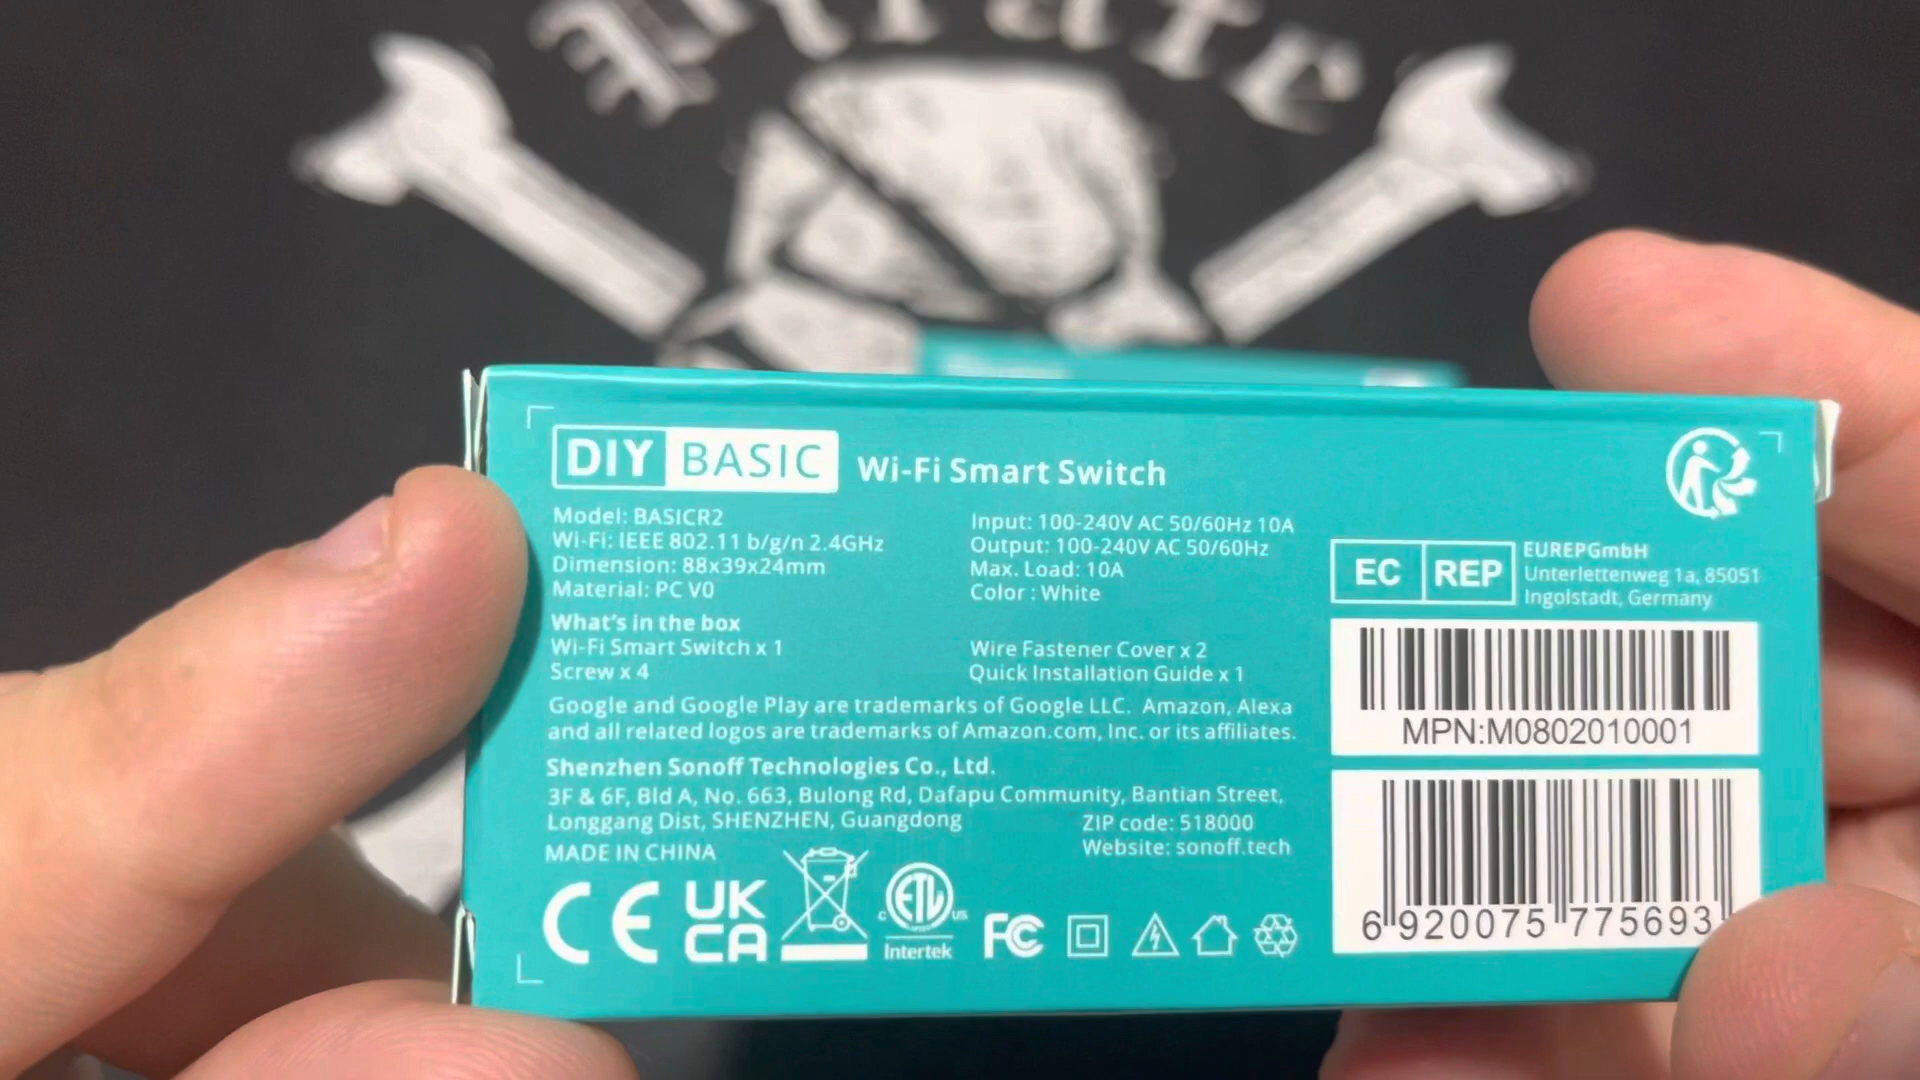 DIY BASIC Wi-Fi Smart Switch
Model: BASICR2
Wi-Fi: IEEE 802.11 b/g/n 2.4GHz
Dimension: 88x39x24mm
Material: PC V0
Input: 100-240V AC 50/60Hz 10A
Output: 100-240V AC 50/60Hz
Max. Load: 10A
Color : White
What's in the box
Wi-Fi Smart Switch x 1
Screw x 4
Wire Fastener Cover x 2
Quick Installation Guide x 1
Google and Google Play are trademarks of Google LLC. Amazon, Alexa
and all related logos are trademarks of Amazon.com, Inc. or its affiliates.
Shenzhen Sonoff Technologies Co., Ltd.
3F & 6F, Bld A, No. 663, Bulong Rd, Dafapu Community, Bantian Street,
Longgang Dist, SHENZHEN, Guangdong
ZIP code: 518000
MADE IN CHINA
Website: sonoff.tech
CE
UK
CA
C ETL US
Intertek
FC
EC REP
EUREPGmbH
Unterlettenweg 1a, 85051
Ingolstadt, Germany
MPN:M0802010001
6 920075 775693